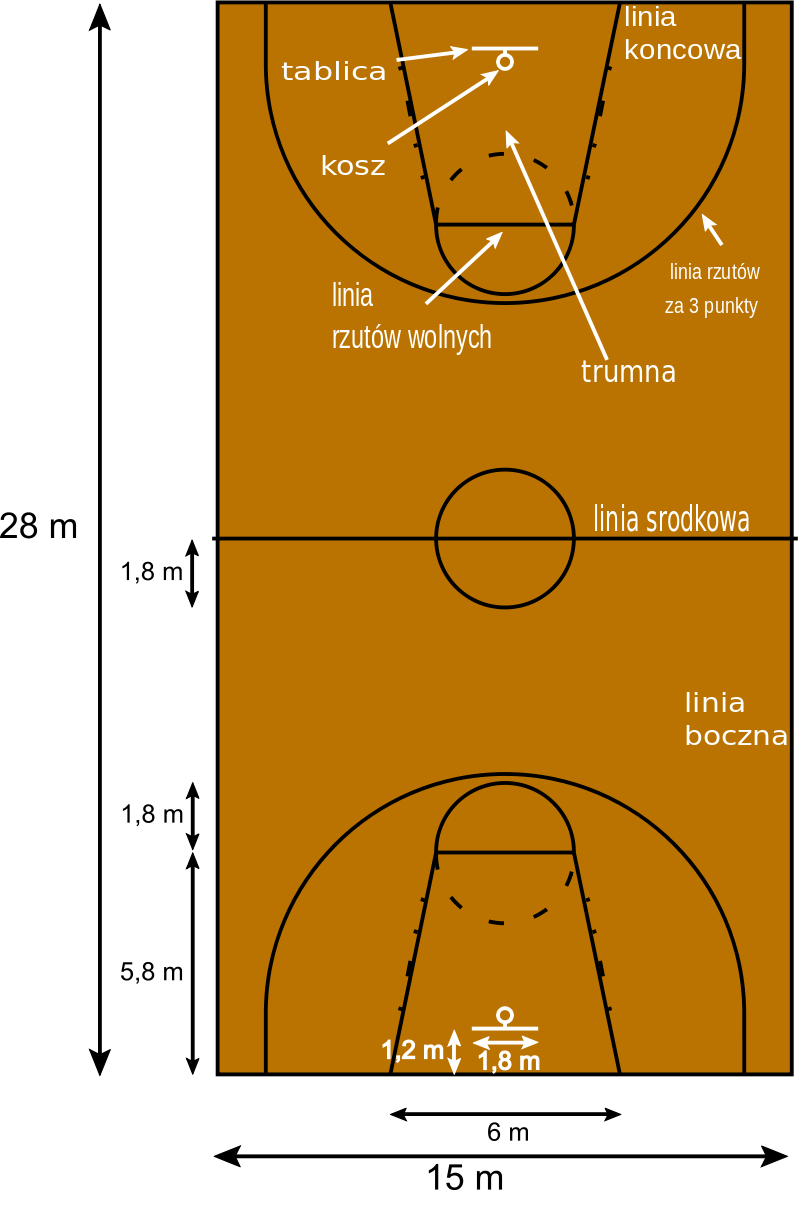 linia
koncowa
tablica
kosz
linia rzutów
za 3 punkty
linia
rzutów wolnych
trumna
28 m
linia srodkowa
1,8 m
linia
boczna
1,8 m
5,8 m
1,2 m
1,8 m
6 m
15 m